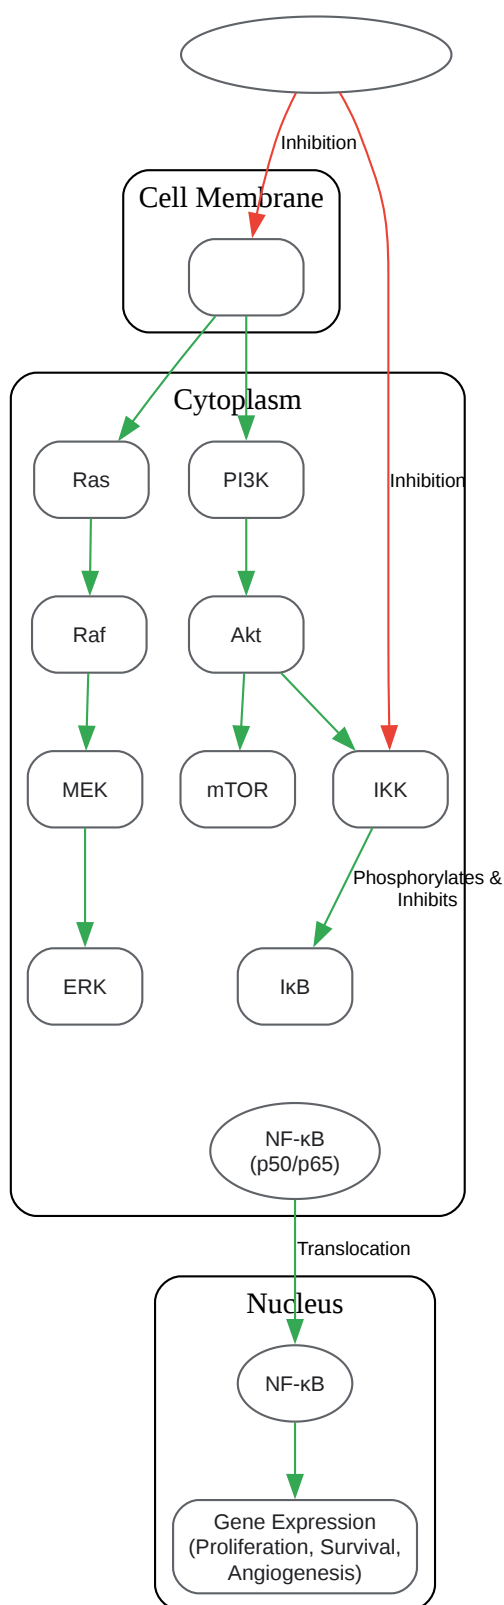 Inhibition
Cell Membrane
Cytoplasm
Ras
PI3K
Inhibition
Raf
Akt
MEK
mTOR
IKK
Phosphorylates &
Inhibits
ERK
IκB
NF-κB
(p50/p65)
Translocation
Nucleus
NF-κB
Gene Expression
(Proliferation, Survival,
Angiogenesis)